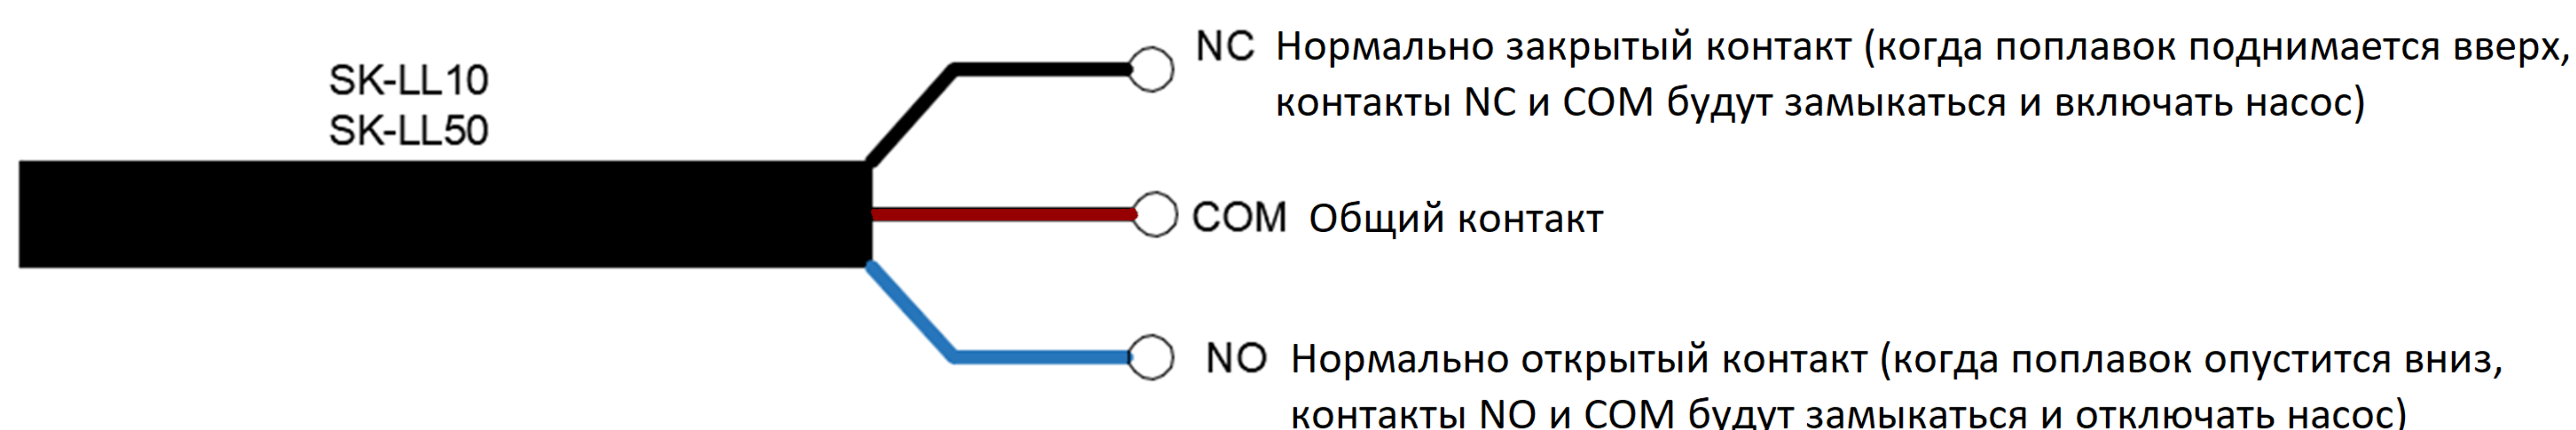 SK-LL10
SK-LL50
NC Нормально закрытый контакт (когда поплавок поднимается вверх,
контакты NC и COM будут замыкаться и включать насос)
COM Общий контакт
NO Нормально открытый контакт (когда поплавок опустится вниз,
контакты NO и COM будут замыкаться и отключать насос)